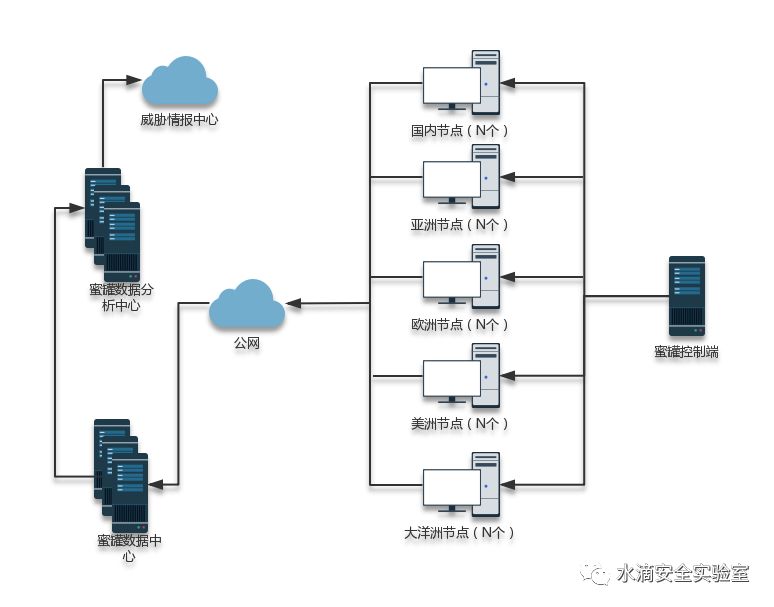 威胁情报中心
国内节点（N个）
亚洲节点（N个）
蜜罐数据分
析中心
公网
欧洲节点（N个）
蜜罐控制端
美洲节点（N个）
大洋洲节点（N个）
蜜罐数据中
心
水滴安全实验室